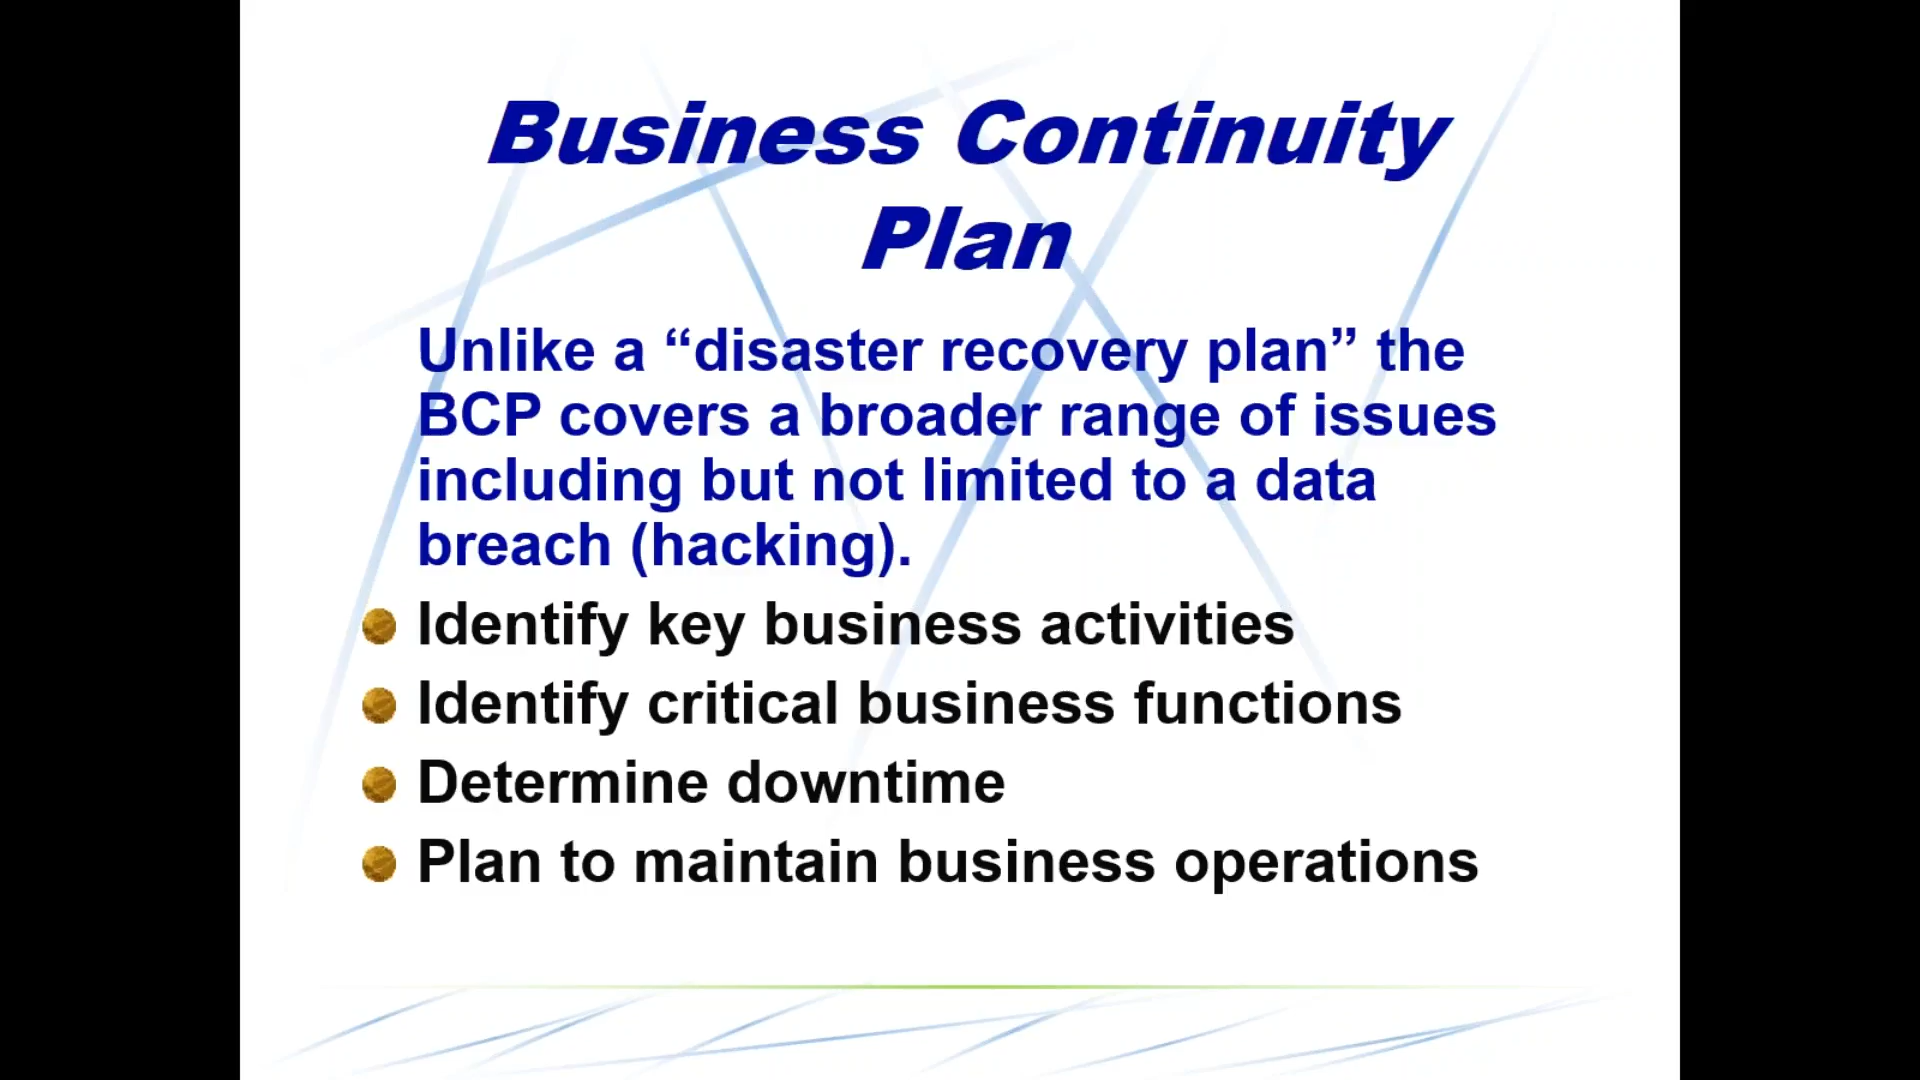 Business Continuity
Plan
Unlike a “disaster recovery plan” the
BCP covers a broader range of issues
including but not limited to a data
breach (hacking).
Identify key business activities
Identify critical business functions
Determine downtime
Plan to maintain business operations